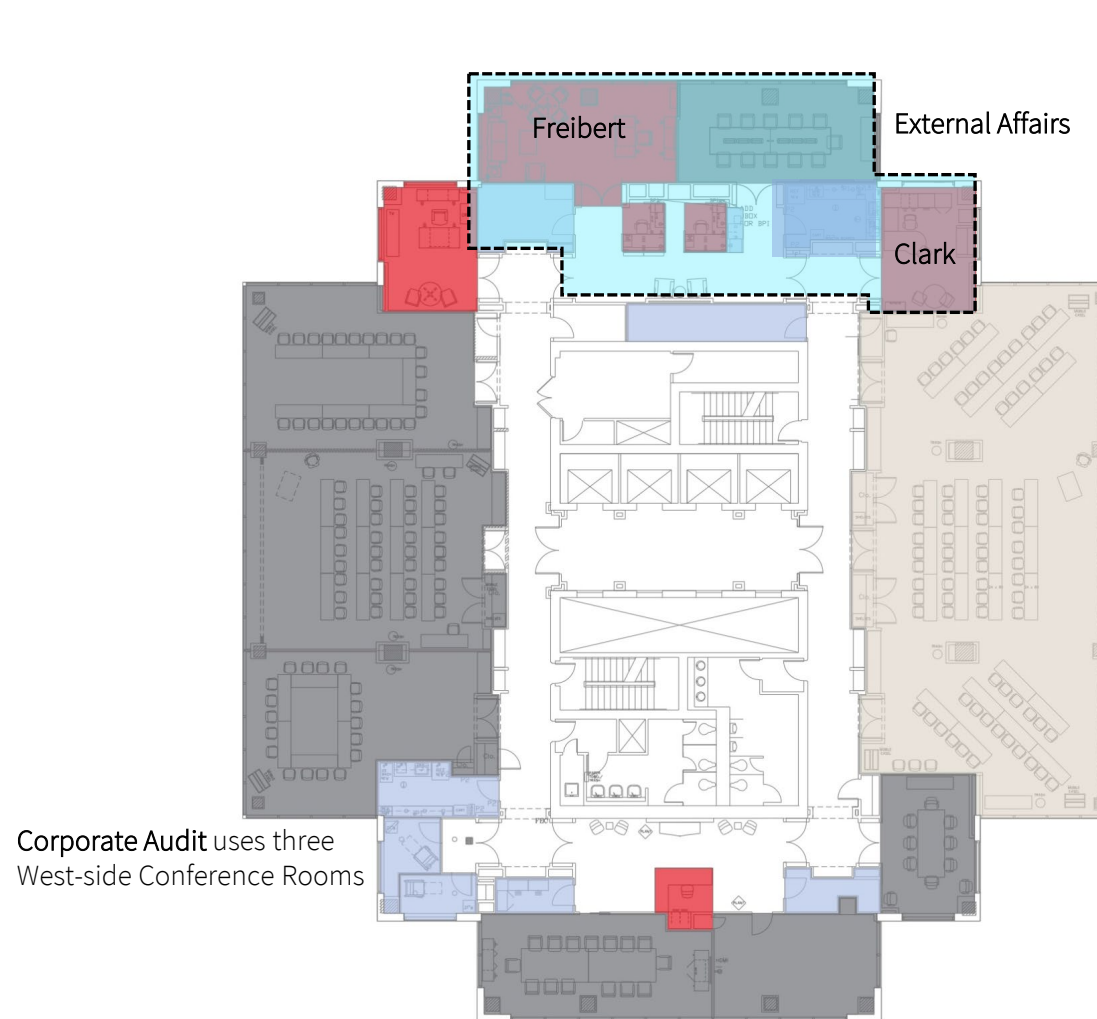 Freibert
External Affairs
Clark
Corporate Audit uses three
West-side Conference Rooms